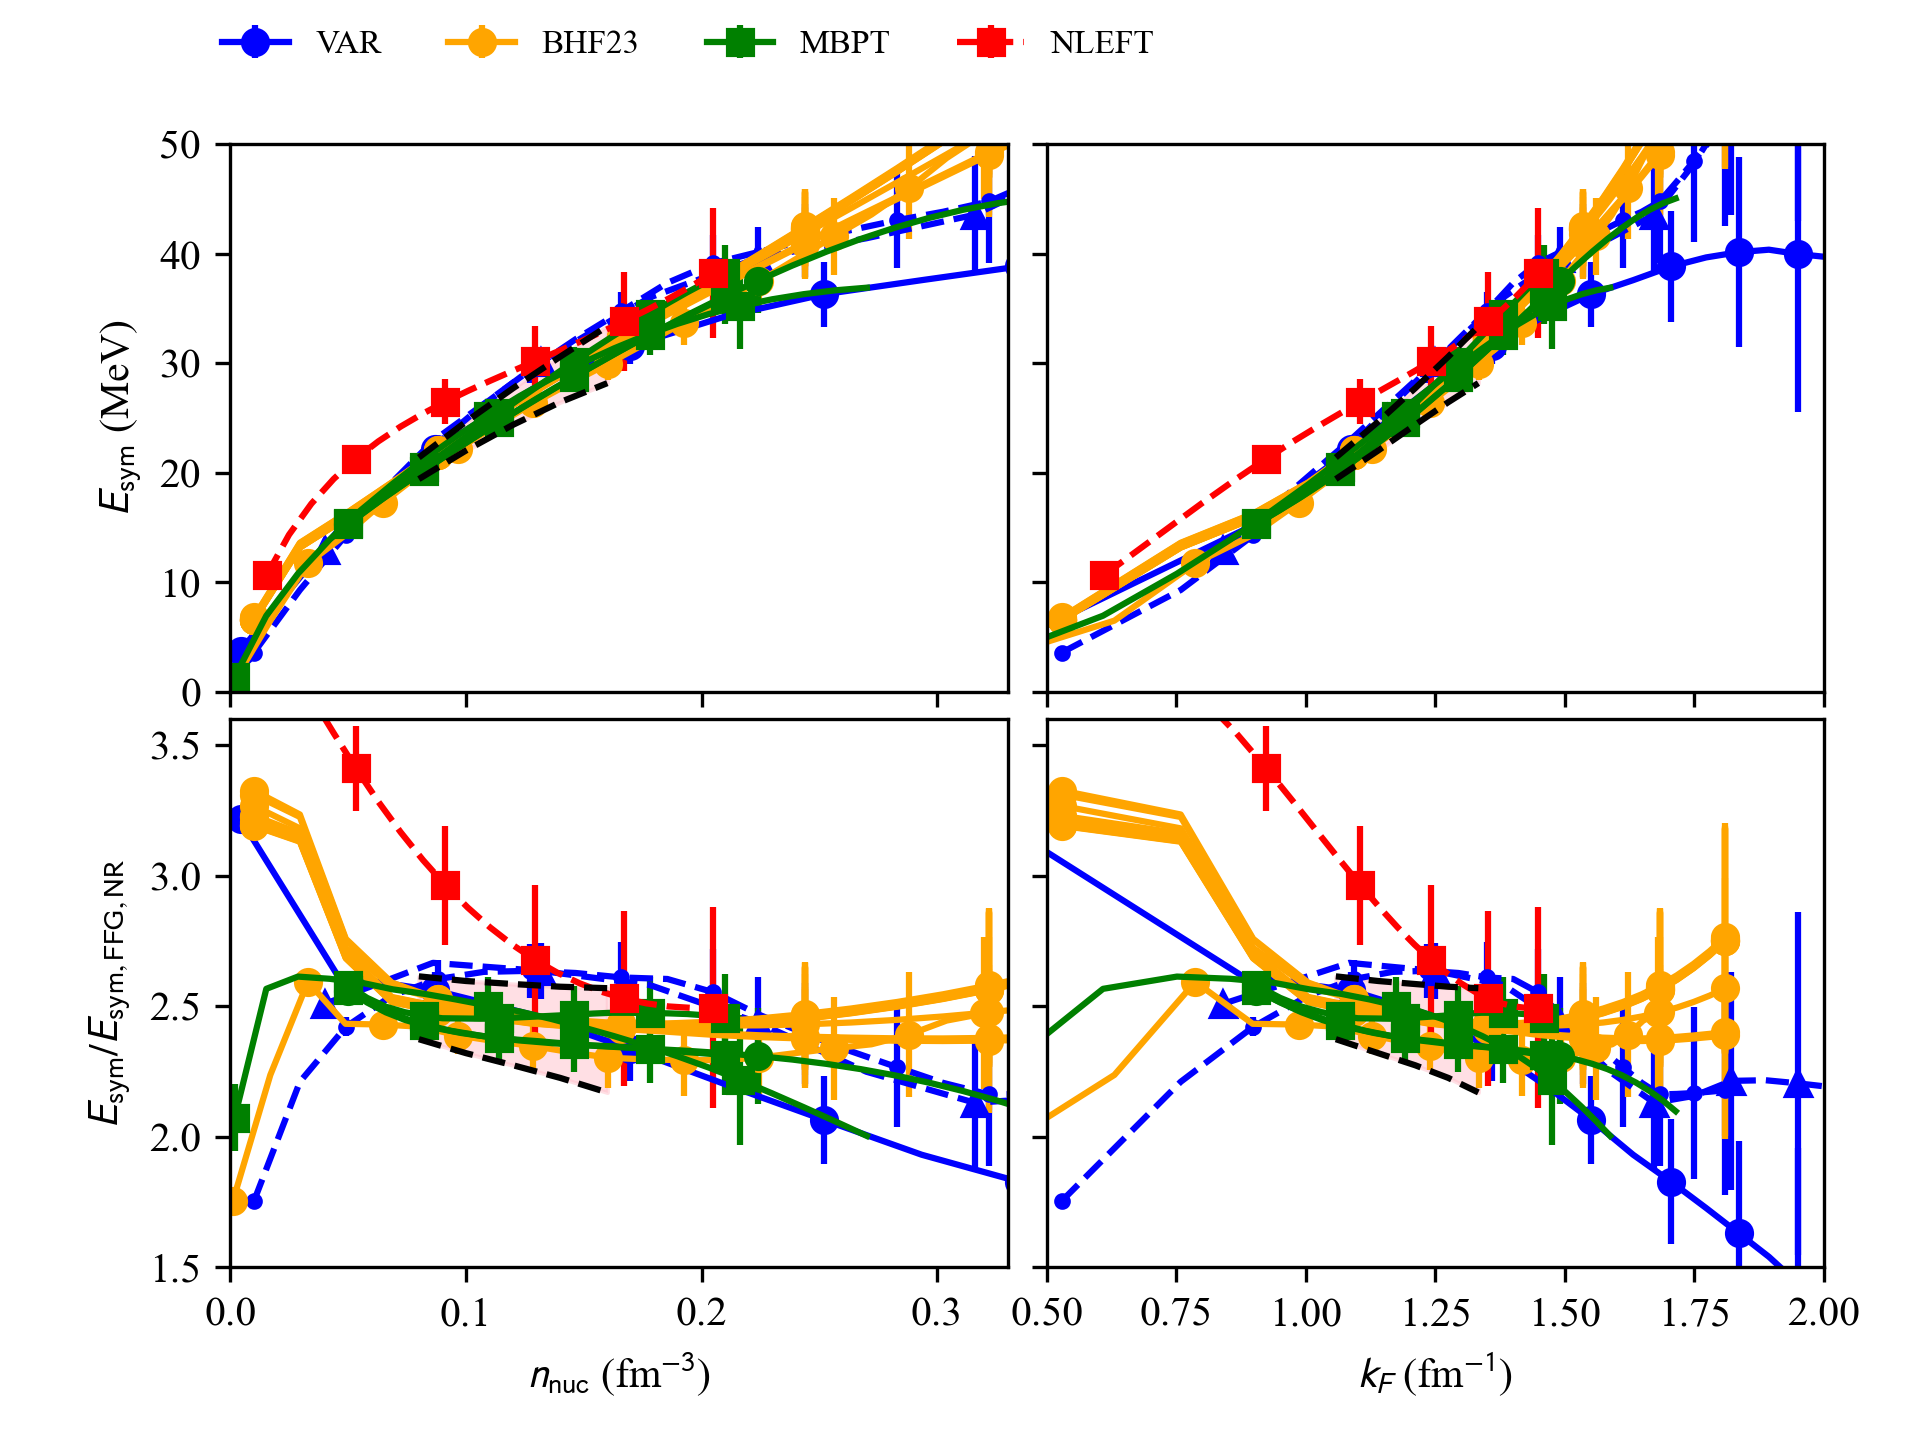 VAR BHF23 MBPT NLEFT
50
40
30
20
10
0
E_sym (MeV)
3.5
3.0
2.5
2.0
1.5
E_sym/E_sym, FFG, NR
0.0 0.1 0.2 0.3 0.50 0.75 1.00 1.25 1.50 1.75 2.00
n_nuc (fm⁻³) k_F (fm⁻¹)